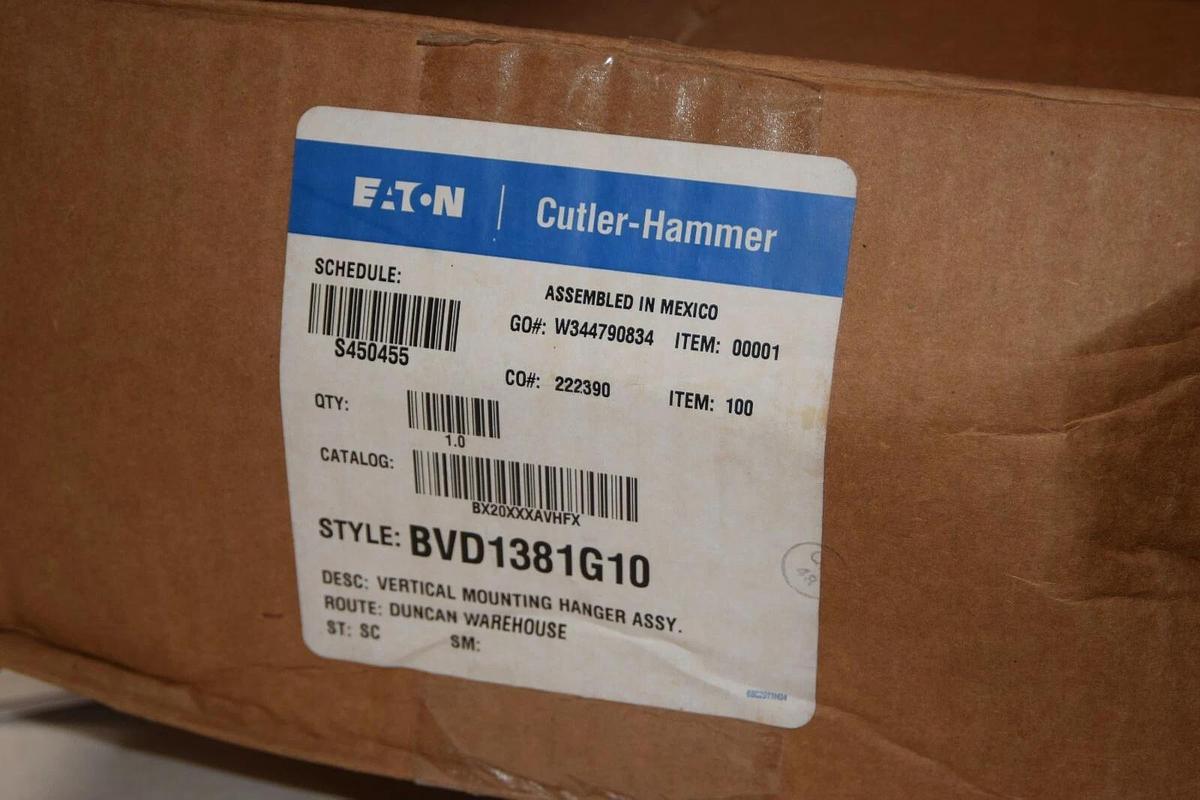 EATON | Cutler-Hammer
SCHEDULE:
S450455
ASSEMBLED IN MEXICO
GO#: W344790834 ITEM: 00001
CO#: 222390 ITEM: 100
QTY:
1.0
CATALOG:
BX20XXXAVHFX
STYLE: BVD1381G10
DESC: VERTICAL MOUNTING HANGER ASSY.
ROUTE: DUNCAN WAREHOUSE
ST: SC SM: